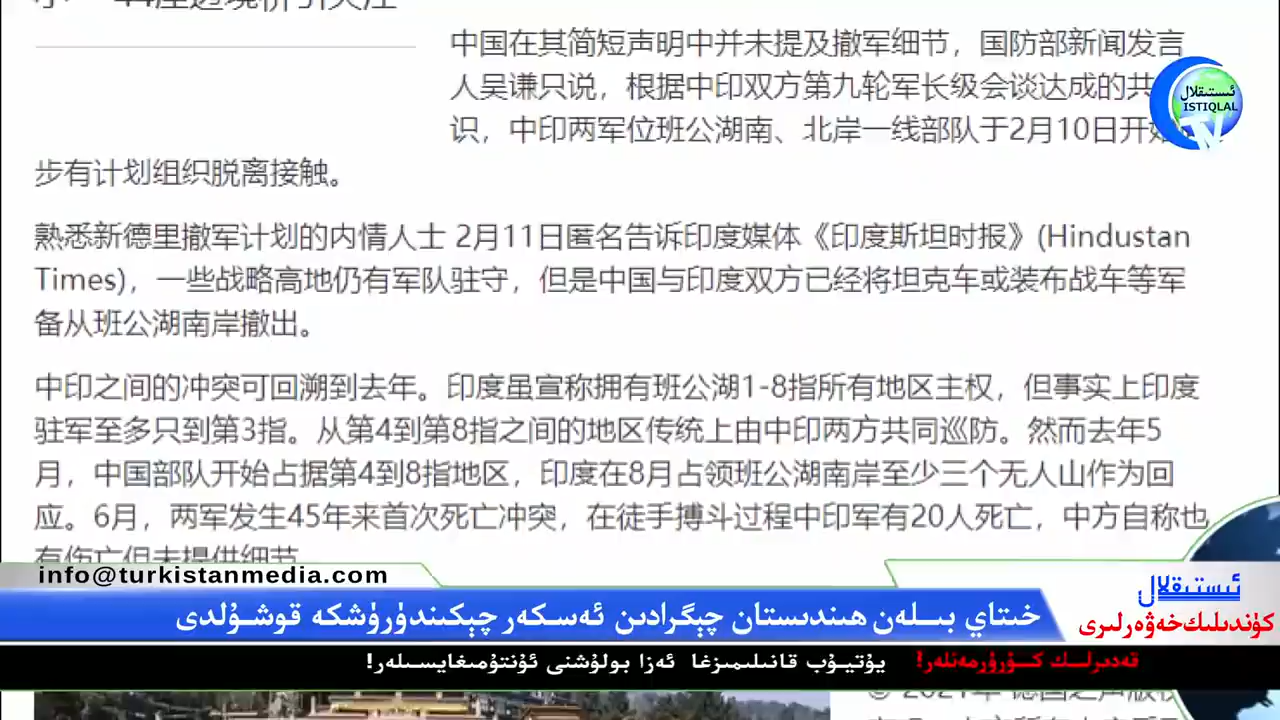 中国在其简短声明中并未提及撤军细节，国防部新闻发言
人吴谦只说，根据中印双方第九轮军长级会谈达成的共
识，中印两军位班公湖南、北岸一线部队于2月10日开始
步有计划组织脱离接触。
熟悉新德里撤军计划的内情人士 2月11日匿名告诉印度媒体《印度斯坦时报》(Hindustan
Times)，一些战略高地仍有军队驻守，但是中国与印度双方已经将坦克车或装布战车等军
备从班公湖南岸撤出。
中印之间的冲突可回溯到去年。印度虽宣称拥有班公湖1-8指所有地区主权，但事实上印度
驻军至多只到第3指。从第4到第8指之间的地区传统上由中印两方共同巡防。然而去年5
月，中国部队开始占据第4到8指地区，印度在8月占领班公湖南岸至少三个无人山作为回
应。6月，两军发生45年来首次死亡冲突，在徒手搏斗过程中印军有20人死亡，中方自称也
有伤亡但未提供细节
ئىستىقلال
ISTIQLAL
TV
info@turkistanmedia.com
ئىستىقلال
كۈندىلىك خەۋەرلىرى
خىتاي بىلەن ھىندىستان چېگرادىن ئەسكەر چېكىندۈرۈشكە قوشۇلدى
قەدىرلىك كۆرۈرمەنلەر! يۇتيۇب قانىلىمىزغا ئەزا بولۇشنى ئۇنتۇمىغايسىلەر!